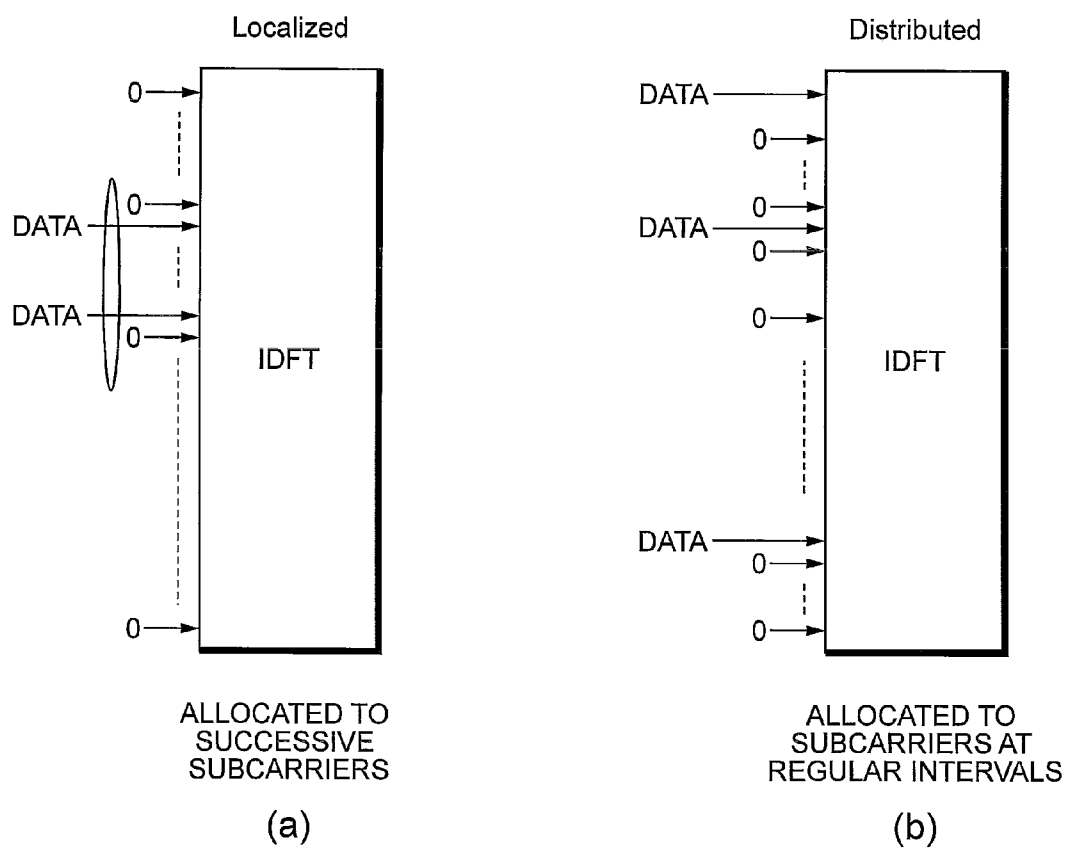 Localized
0
0
DATA
DATA
0
IDFT
0
ALLOCATED TO
SUCCESSIVE
SUBCARRIERS
(a)
Distributed
DATA
0
0
DATA
0
0
IDFT
DATA
0
0
ALLOCATED TO
SUBCARRIERS AT
REGULAR INTERVALS
(b)